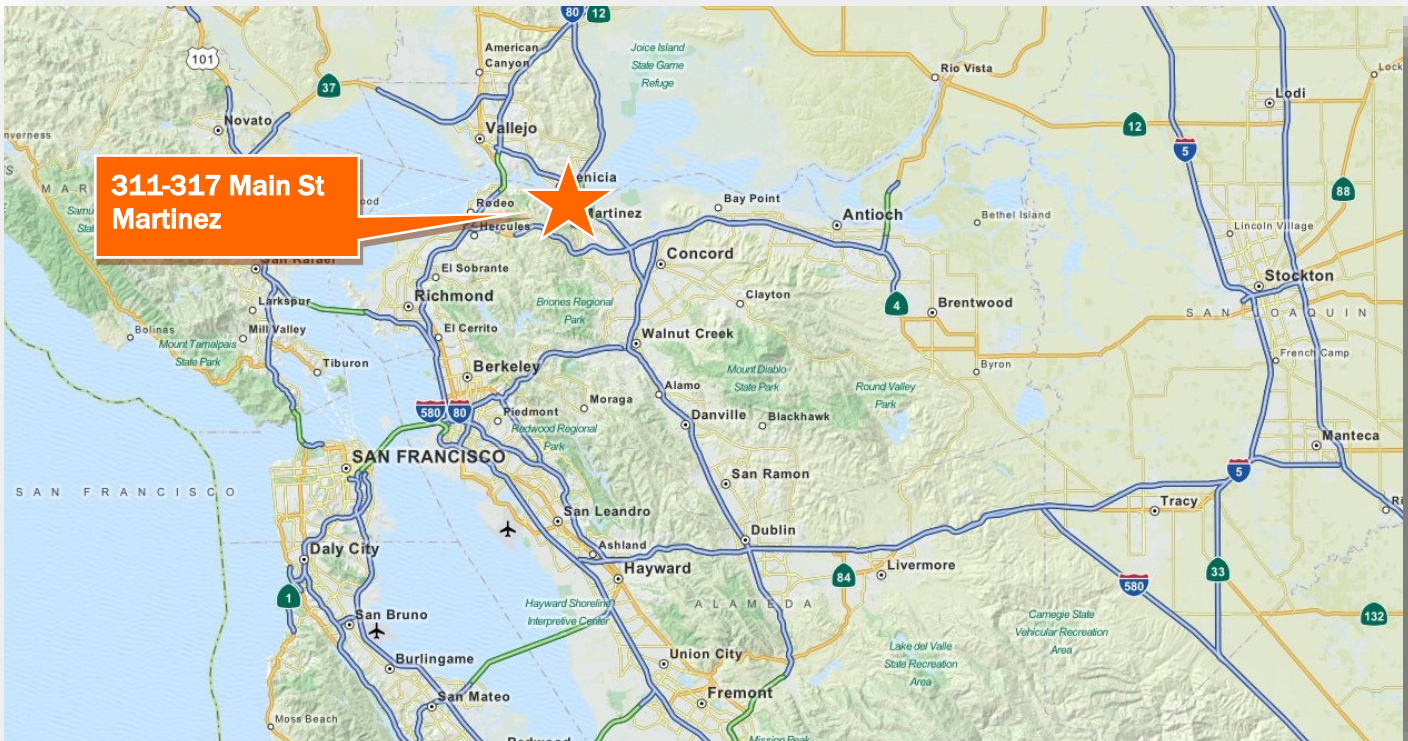 80
12
American
Canyon
Joice Island
State Game
Refuge
101
37
Rio Vista
Lodi
Novato
Vallejo
12
5
311-317 Main St
Martinez
88
Rodeo
Hercules
Bay Point
Antioch
Bethel Island
Lincoln Village
San Rafael
El Sobrante
Concord
Stockton
Larkspur
Richmond
Briones Regional
Park
Clayton
4
Brentwood
SAN JOAQUIN
Bolinas
Mill Valley
Mount Tamalpais
State Park
El Cerrito
Walnut Creek
French Camp
Tiburon
Berkeley
Mount Diablo
State Park
Byron
Alamo
Round Valley
Park
580
80
Piedmont
Moraga
Danville
Blackhawk
Redwood Regional
Park
Manteca
SAN FRANCISCO
San Ramon
5
SAN FRANCISCO
Tracy
San Leandro
Dublin
Daly City
Ashland
Hayward
84
Livermore
33
580
1
Hayward Shoreline
Interpretive Center
ALAMEDA
Carnegie State
Vehicular Recreation
Area
132
San Bruno
Lake del Valle
State Recreation
Area
Burlingame
Union City
San Mateo
Fremont
Moss Beach
Mission Peak